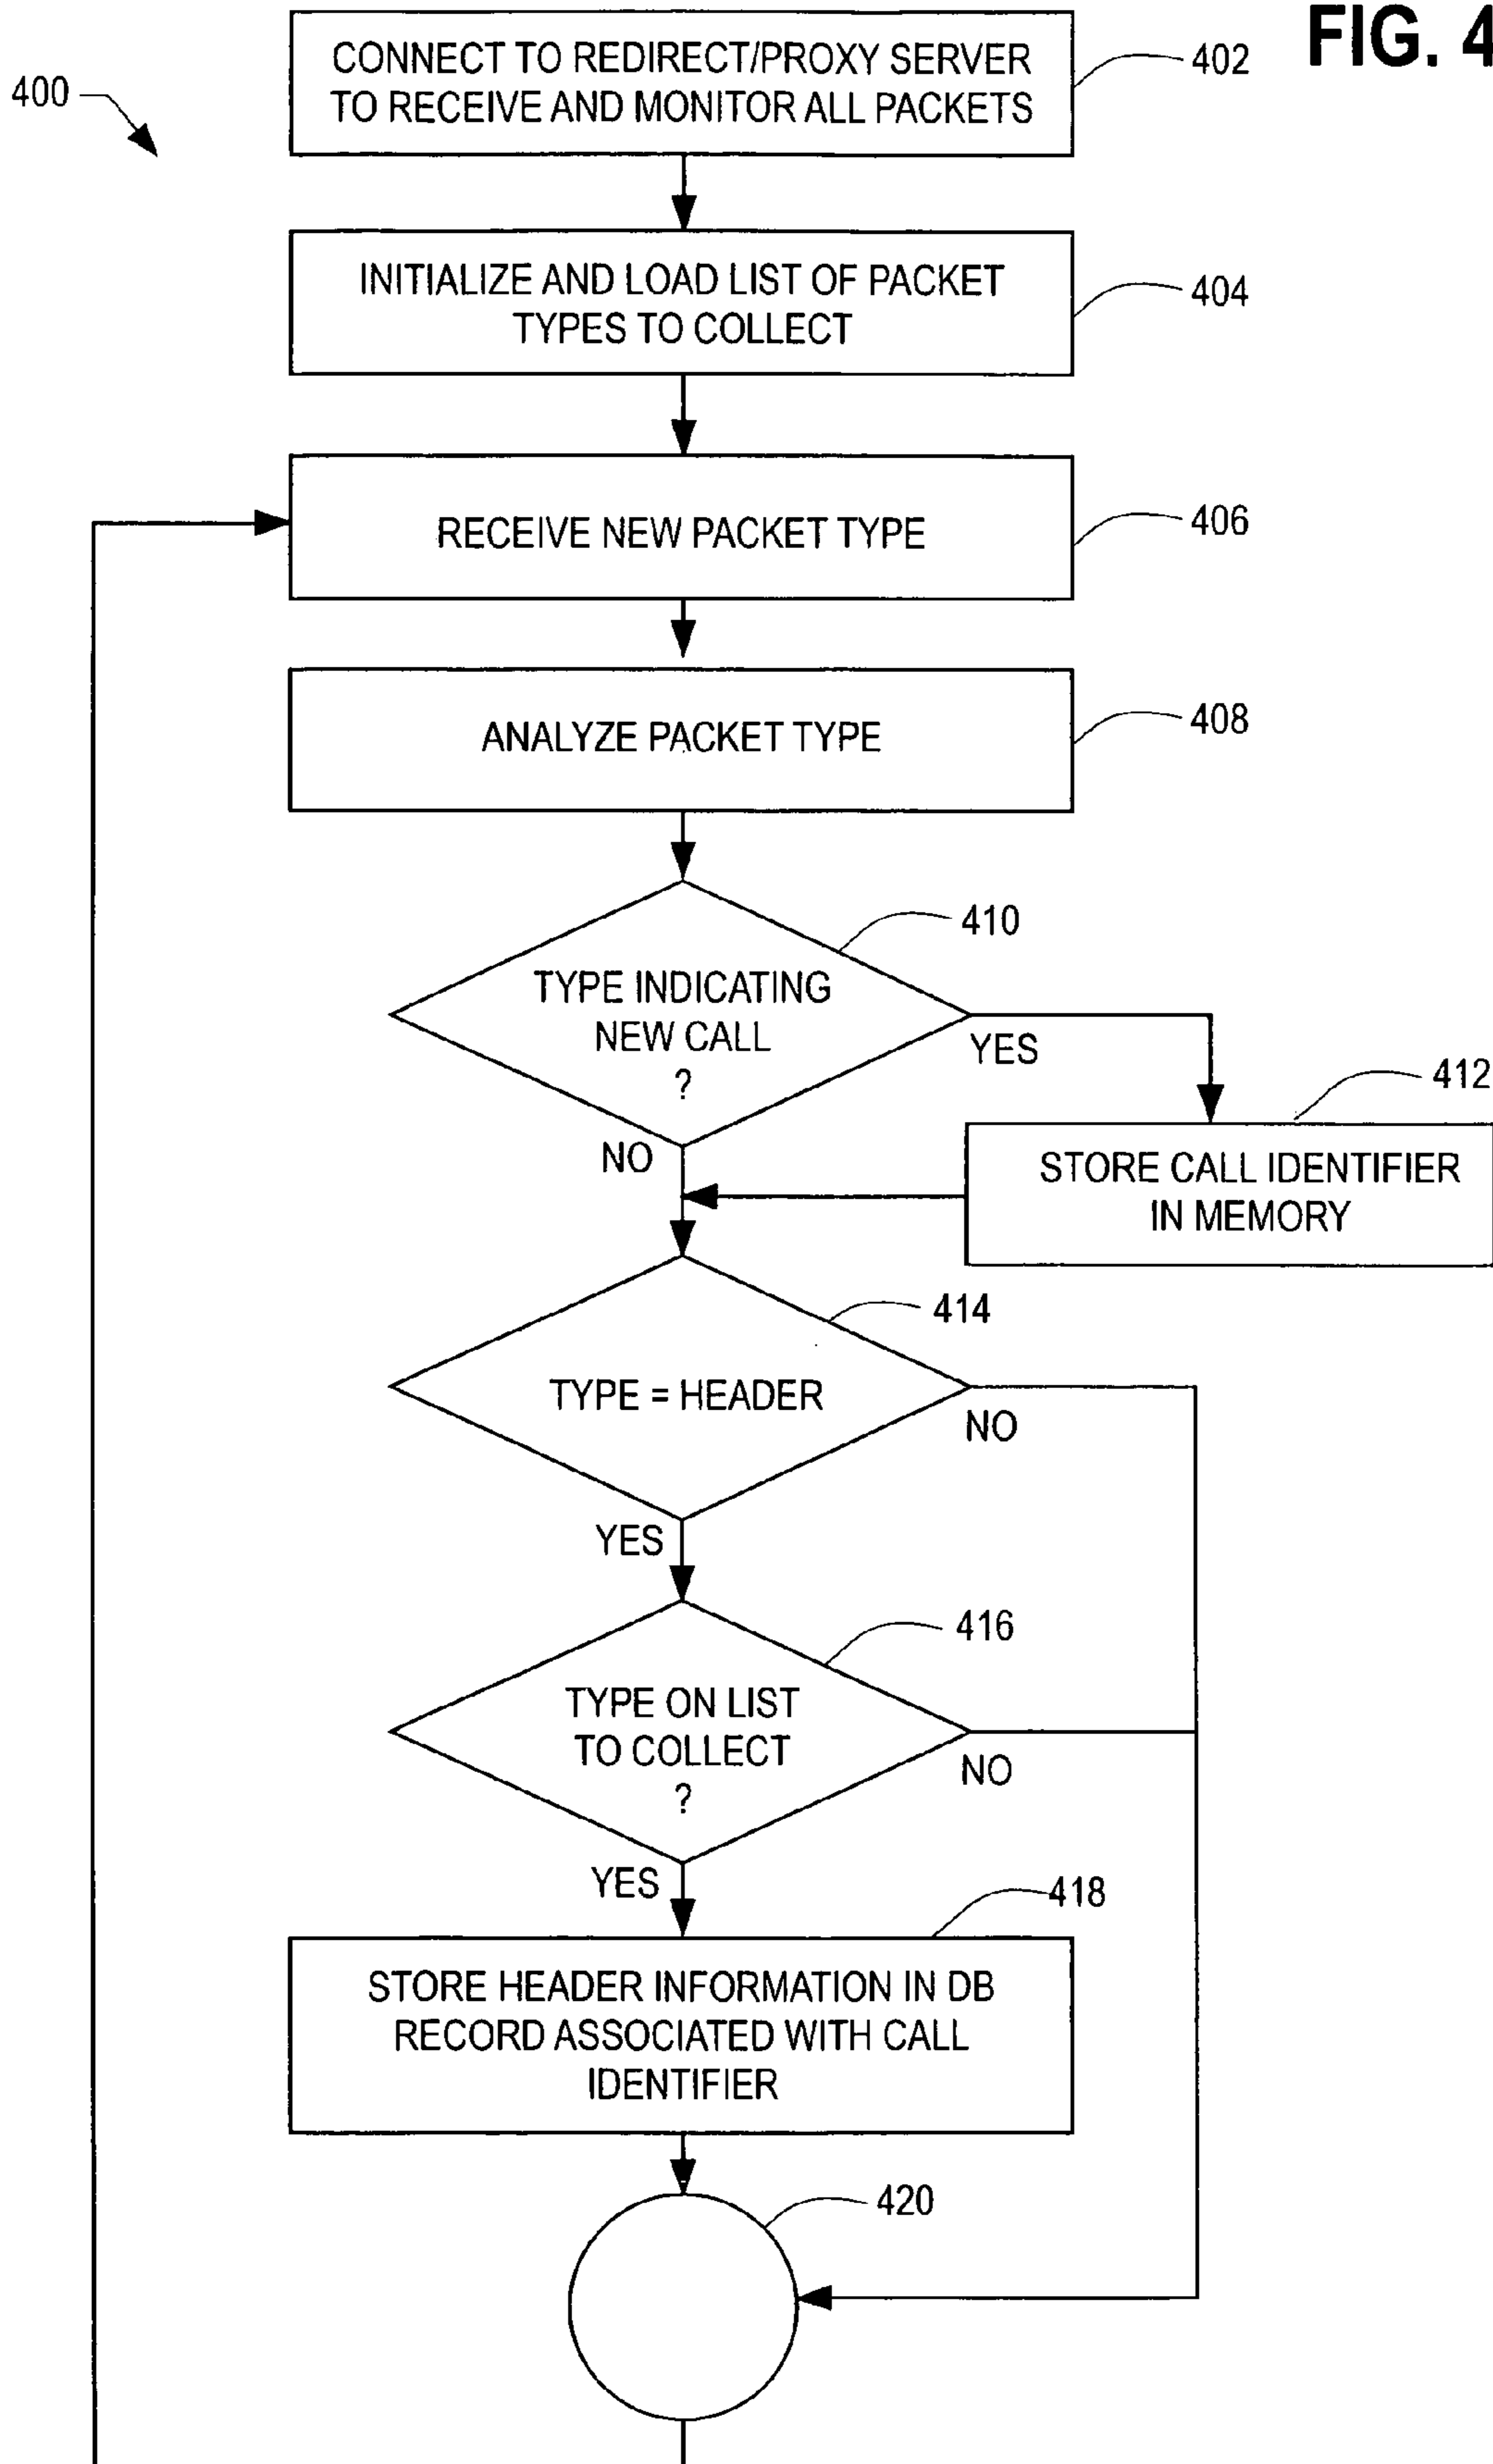 FIG. 4
400
CONNECT TO REDIRECT/PROXY SERVER
TO RECEIVE AND MONITOR ALL PACKETS
402
INITIALIZE AND LOAD LIST OF PACKET
TYPES TO COLLECT
404
RECEIVE NEW PACKET TYPE
406
ANALYZE PACKET TYPE
408
410
TYPE INDICATING
NEW CALL
?
YES
NO
412
STORE CALL IDENTIFIER
IN MEMORY
414
TYPE = HEADER
NO
YES
416
TYPE ON LIST
TO COLLECT
?
NO
YES
418
STORE HEADER INFORMATION IN DB
RECORD ASSOCIATED WITH CALL
IDENTIFIER
420